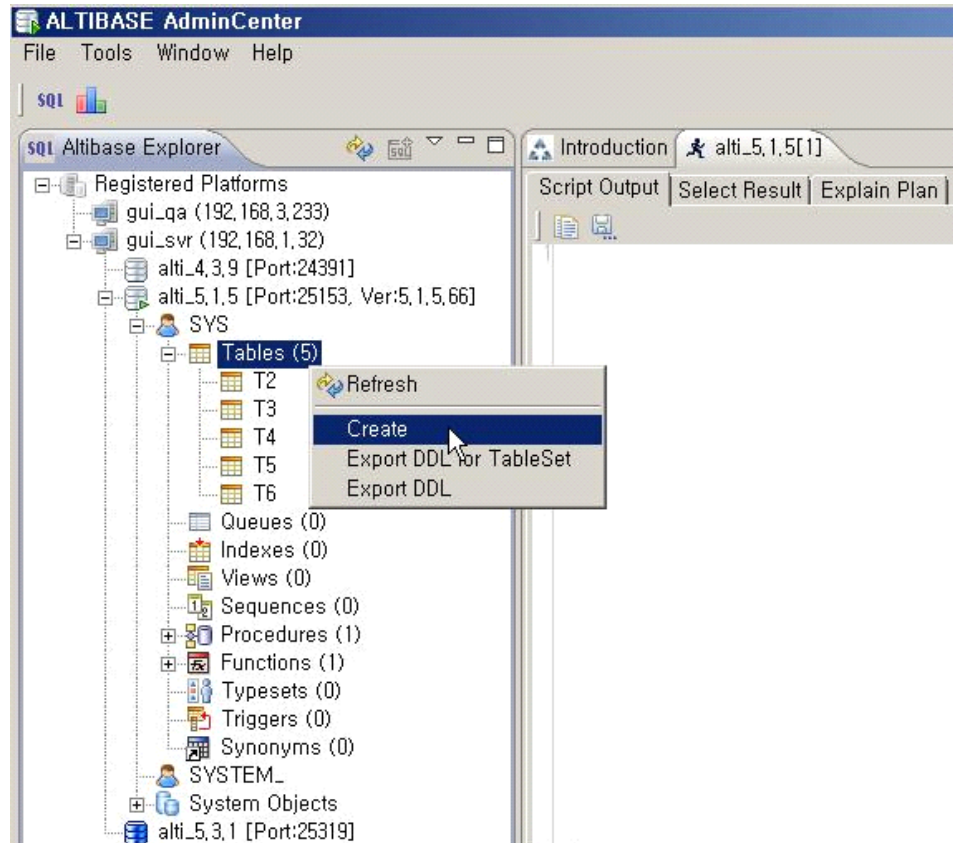 ALTIBASE AdminCenter
File Tools Window Help
SQL
SQL Altibase Explorer
sql
Introduction
alti_5,1,5[1]
Script Output Select Result Explain Plan
Registered Platforms
gui_qa (192,168,3,233)
gui_svr (192,168,1,32)
alti_4,3,9 [Port:24391]
alti_5,1,5 [Port:25153, Ver:5,1,5,66]
SYS
Tables (5)
T2
T3
T4
T5
T6
Refresh
Create
Export DDL for TableSet
Export DDL
Queues (0)
Indexes (0)
Views (0)
Sequences (0)
Procedures (1)
Functions (1)
Typesets (0)
Triggers (0)
Synonyms (0)
SYSTEM_
System Objects
alti_5,3,1 [Port:25319]
1